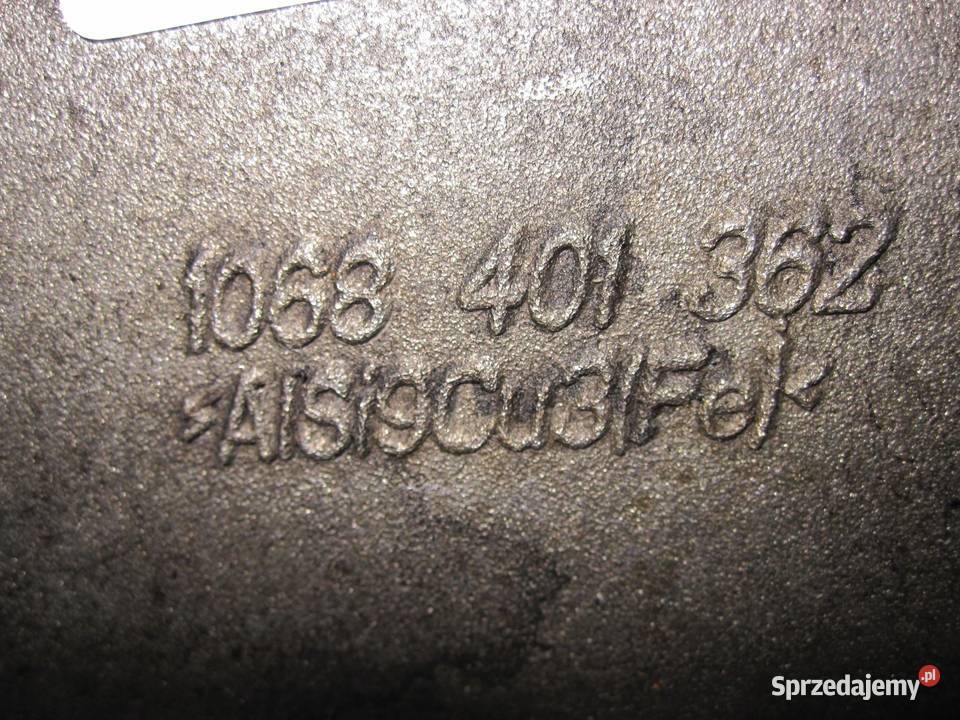 1068 401 362
>AlSi9Cu3(Fe)<
Sprzedajemy.pl